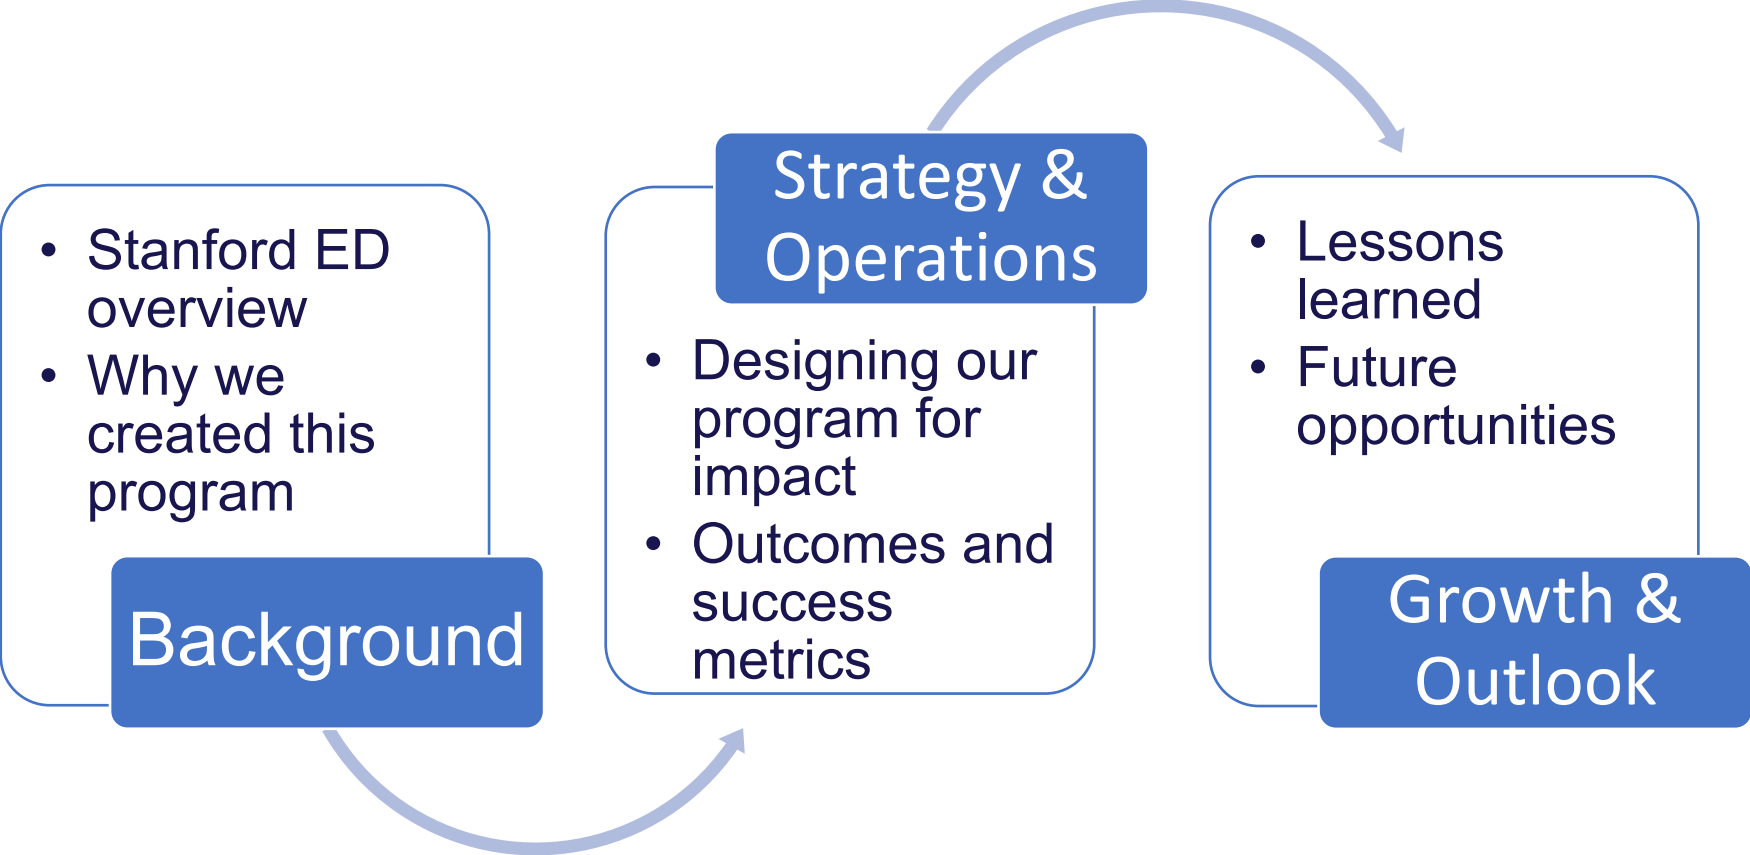 • Stanford ED
overview
• Why we
created this
program
Background
Strategy &
Operations
• Designing our
program for
impact
• Outcomes and
success
metrics
• Lessons
learned
• Future
opportunities
Growth &
Outlook